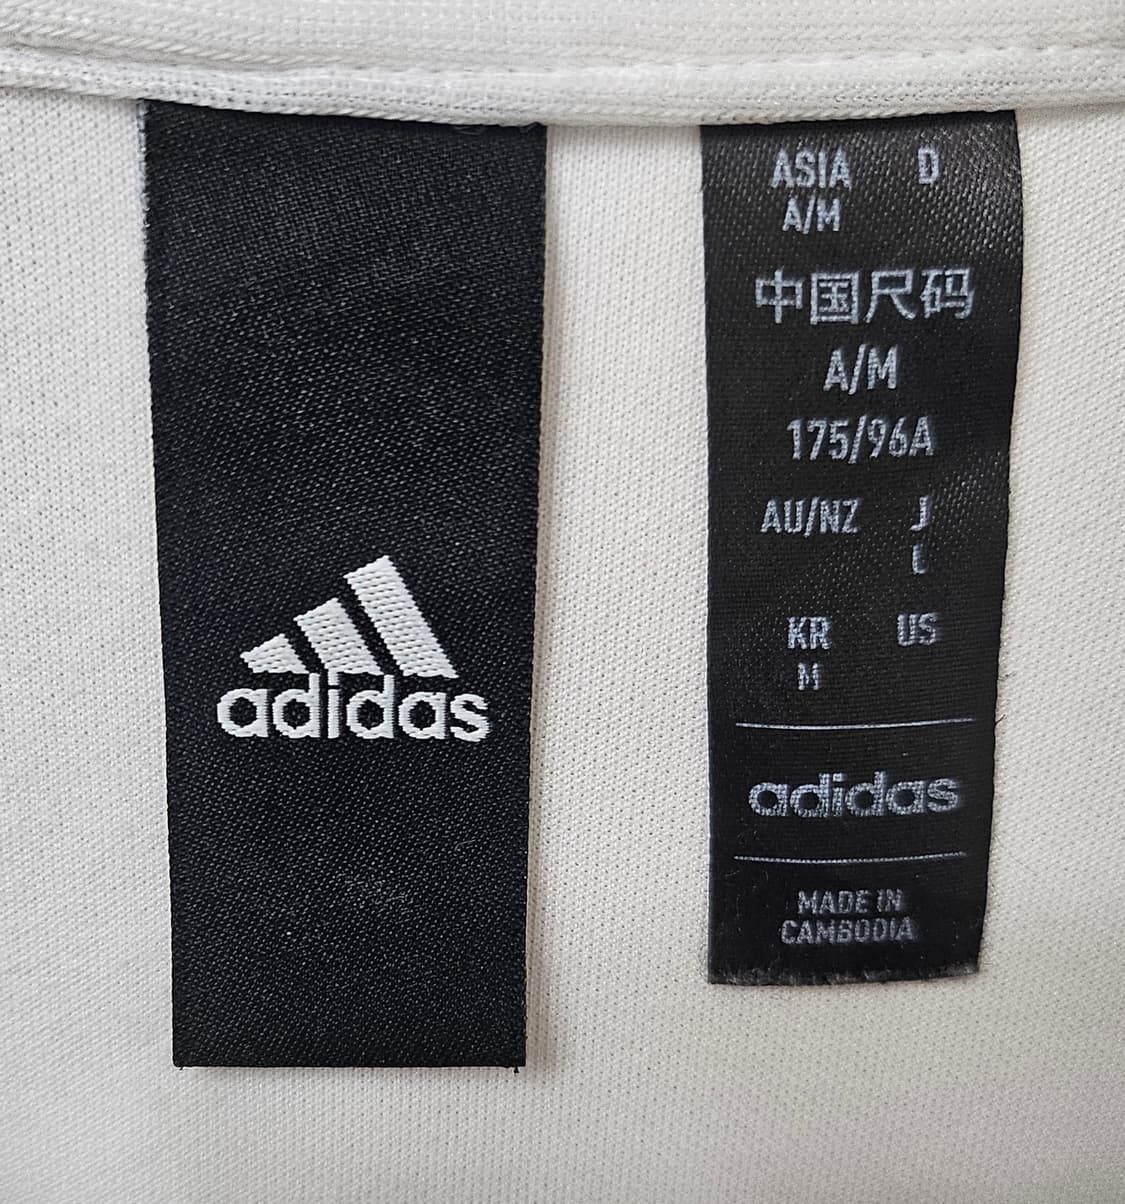 adidas
ASIA D
A/M
中国尺码
A/M
175/96A
AU/NZ J
L
KR US
M
adidas
MADE IN
CAMBODIA